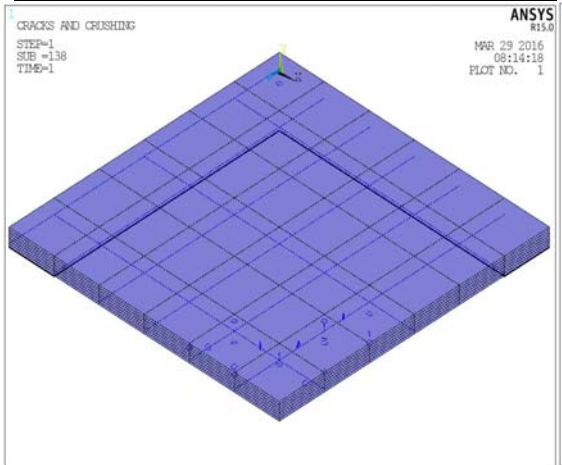 1
CRACKS AND CRUSHING
STEP=1
SUB =138
TIME=1
ANSYS
R15.0
MAR 29 2016
08:14:18
PLOT NO. 1